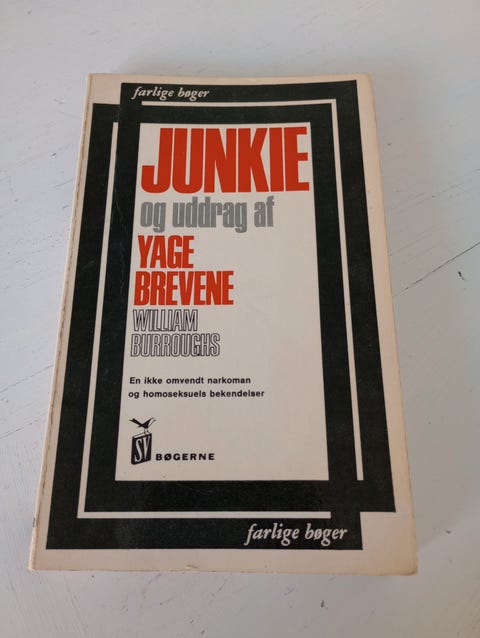 farlige bøger
JUNKIE
og uddrag af
YAGE
BREVENE
WILLIAM
BURROUGHS
En ikke omvendt narkoman
og homoseksuels bekendelser
SV
BØGERNE
farlige bøger